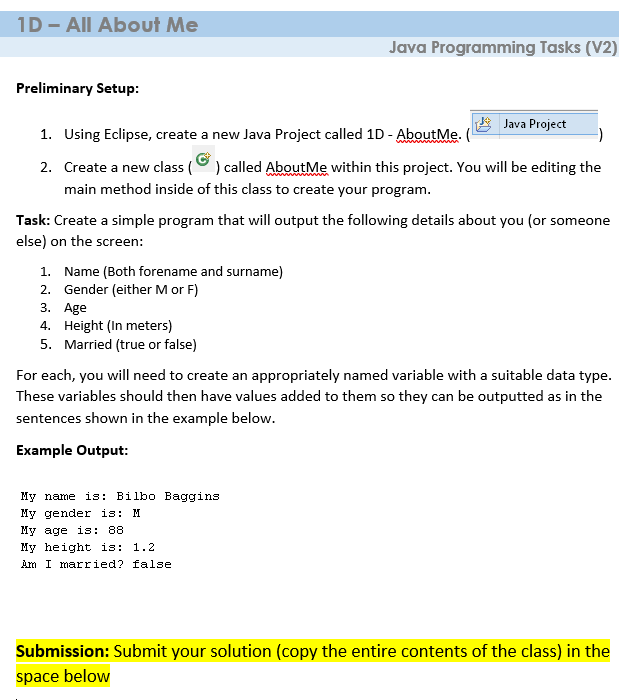 1D – All About Me
Java Programming Tasks (V2)
Preliminary Setup:
1. Using Eclipse, create a new Java Project called 1D - AboutMe. ( Java Project )
2. Create a new class ( C ) called AboutMe within this project. You will be editing the
main method inside of this class to create your program.
Task: Create a simple program that will output the following details about you (or someone
else) on the screen:
1. Name (Both forename and surname)
2. Gender (either M or F)
3. Age
4. Height (In meters)
5. Married (true or false)
For each, you will need to create an appropriately named variable with a suitable data type.
These variables should then have values added to them so they can be outputted as in the
sentences shown in the example below.
Example Output:
My name is: Bilbo Baggins
My gender is: M
My age is: 88
My height is: 1.2
Am I married? false
Submission: Submit your solution (copy the entire contents of the class) in the
space below